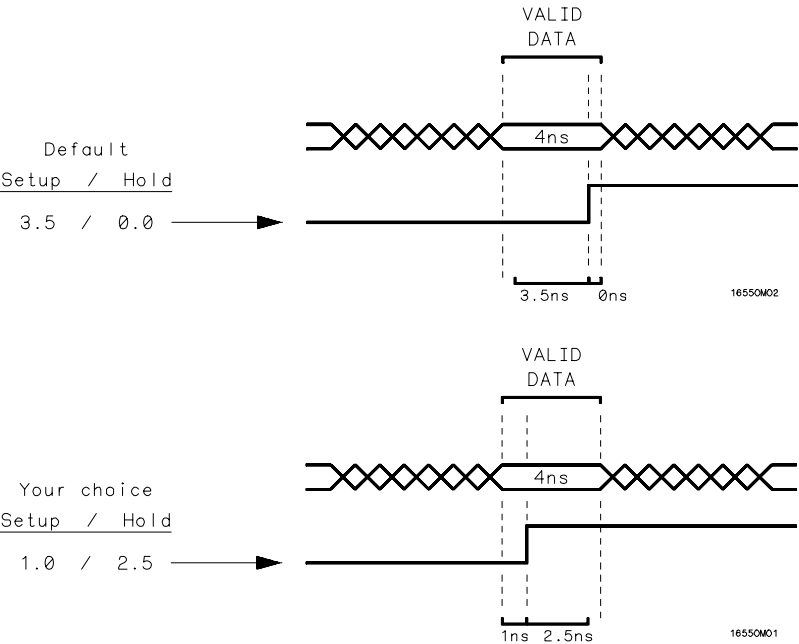 VALID
DATA
4ns
Default
Setup / Hold
3.5 / 0.0
3.5ns 0ns
16550M02
VALID
DATA
4ns
Your choice
Setup / Hold
1.0 / 2.5
1ns 2.5ns
16550M01